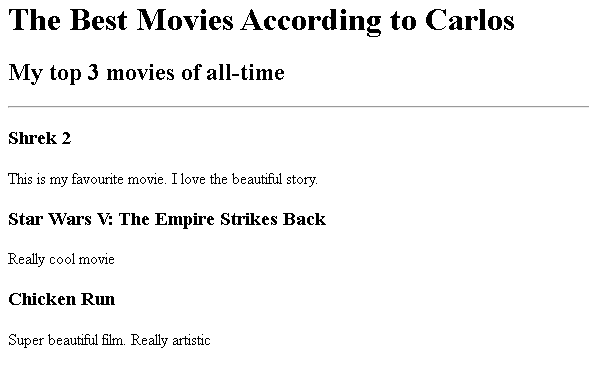 The Best Movies According to Carlos
My top 3 movies of all-time
Shrek 2
This is my favourite movie. I love the beautiful story.
Star Wars V: The Empire Strikes Back
Really cool movie
Chicken Run
Super beautiful film. Really artistic